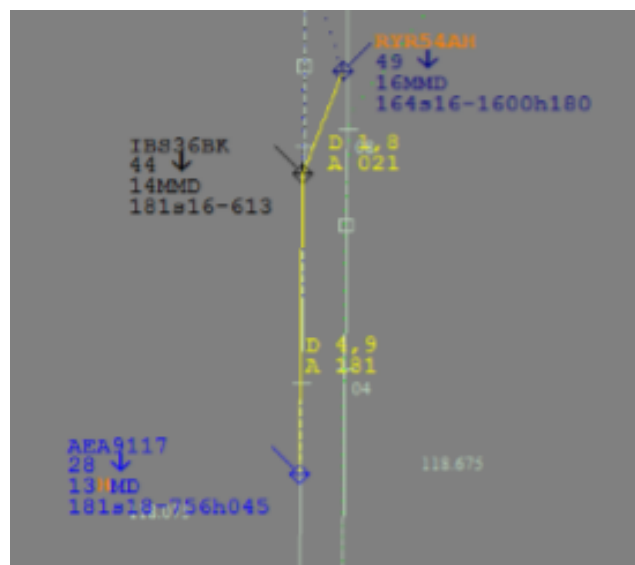 RYR54AH
49 ↓
16MMD
164s16-1600h180
IBS36BK
44 ↓
14MMD
181s16-613
D 1,8
A 021
D 4,9
A 181
04
AEA9117
28 ↓
13HMD
181s18-756h045
118.675